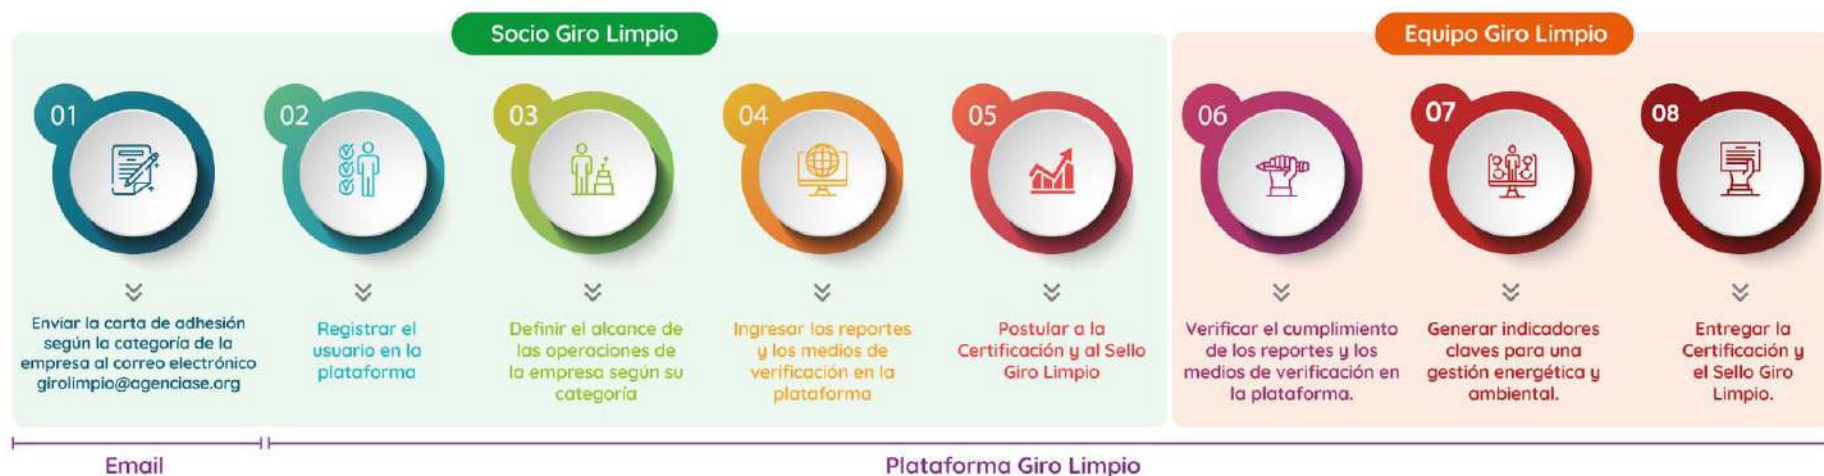 Socio Giro Limpio
Equipo Giro Limpio
01
02
03
04
05
06
07
08
Enviar la carta de adhesión
según la categoría de la
empresa al correo electrónico
girolimpio@agenciase.org
Registrar el
usuario en la
plataforma
Definir el alcance de
las operaciones de
la empresa según su
categoría
Ingresar los reportes
y los medios de
verificación en la
plataforma
Postular a la
Certificación y al Sello
Giro Limpio
Verificar el cumplimiento
de los reportes y los
medios de verificación en
la plataforma.
Generar indicadores
claves para una
gestión energética y
ambiental.
Entregar la
Certificación y
el Sello Giro
Limpio.
Email
Plataforma Giro Limpio